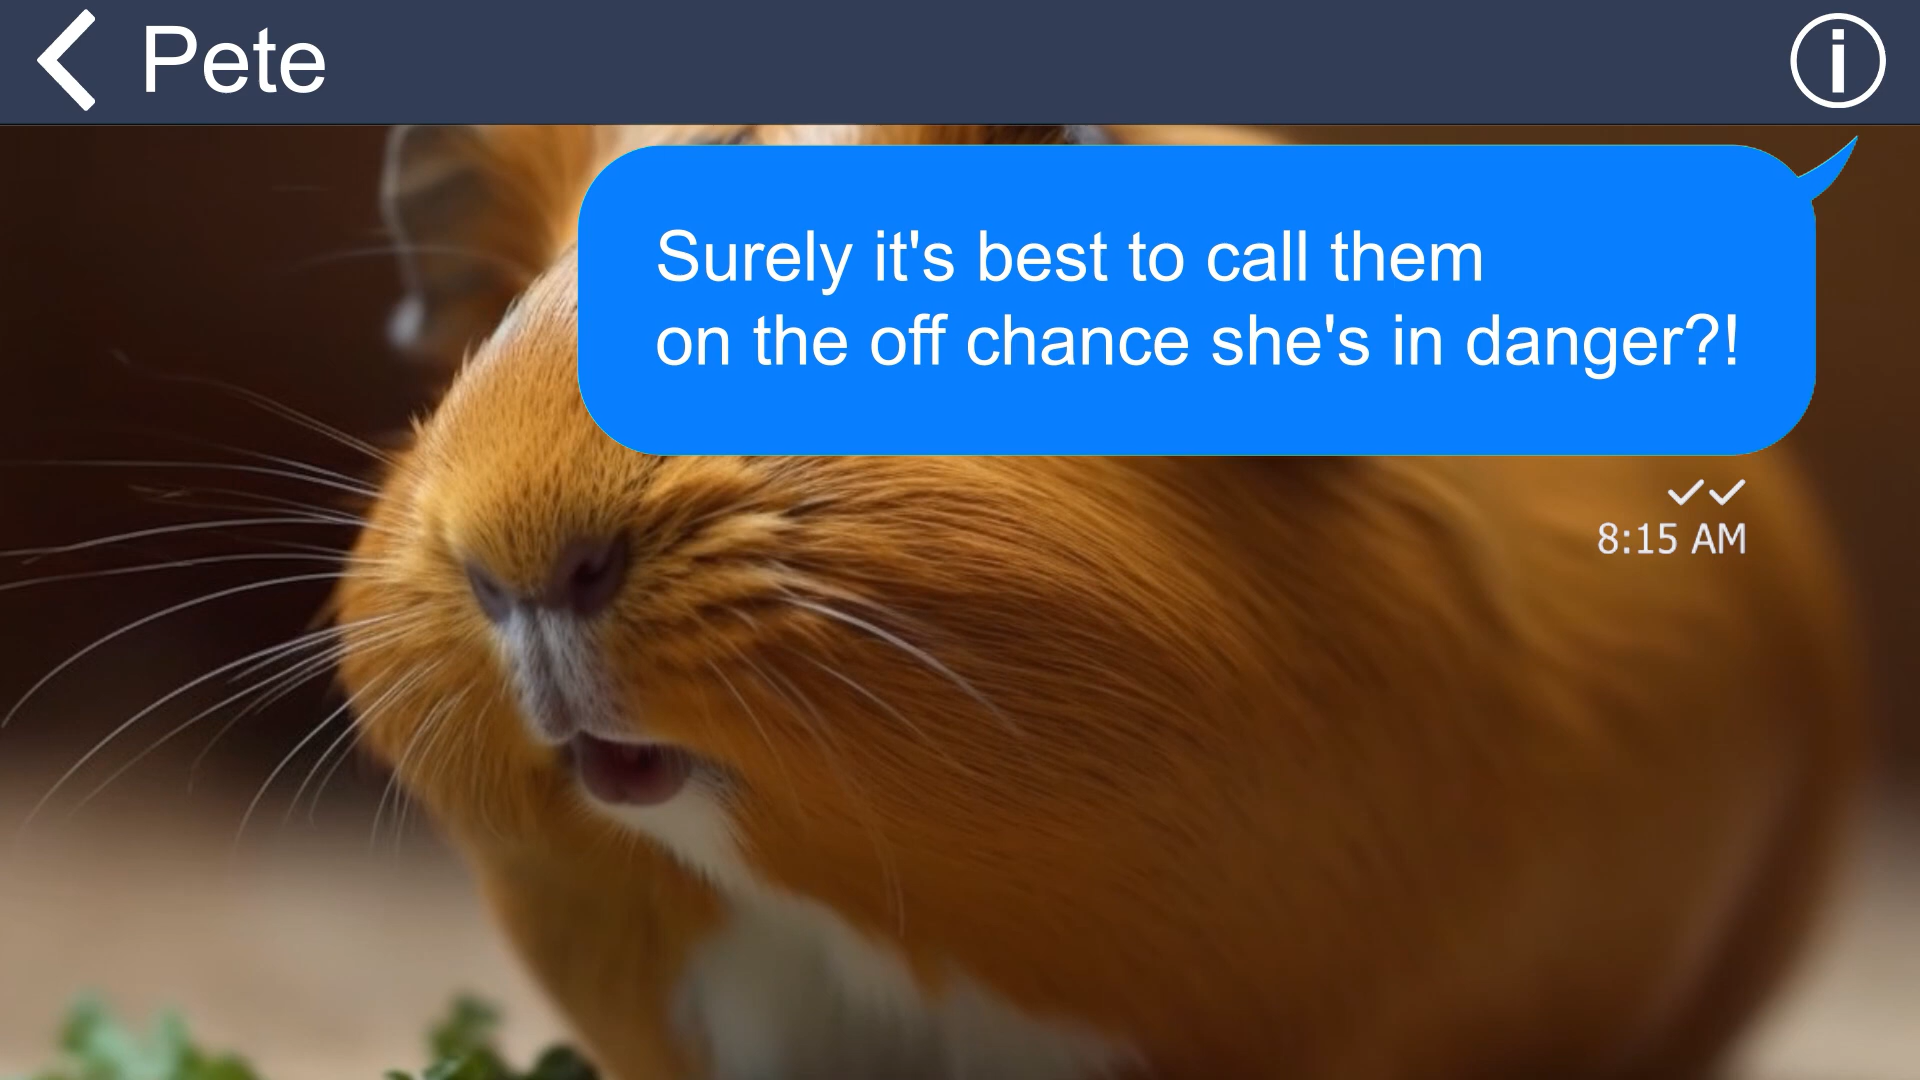 Pete
Surely it's best to call them
on the off chance she's in danger?!
8:15 AM